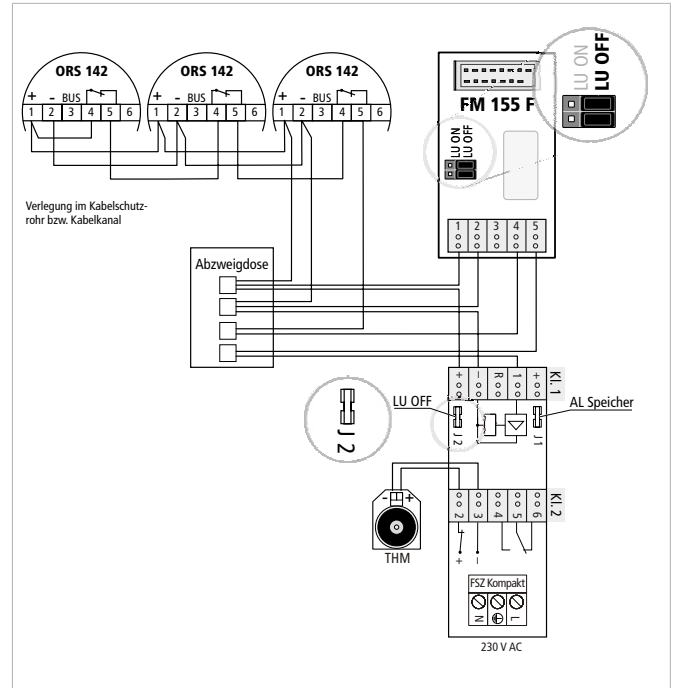 ORS 142 ORS 142 ORS 142
+ - BUS + - BUS + - BUS
1 2 3 4 5 6 1 2 3 4 5 6 1 2 3 4 5 6
Verlegung im Kabelschutz-
rohr bzw. Kabelkanal
LU ON
LU OFF
FM 155 F
LU ON
LU OFF
1 2 3 4 5
Abzweigdose
+ – R 1 + Kl. 1
LU OFF
AL Speicher
J 2
J 2
J 1
2 3 4 5 6 Kl. 2
- +
THM
+ –
FSZ Kompakt
N L
230 V AC